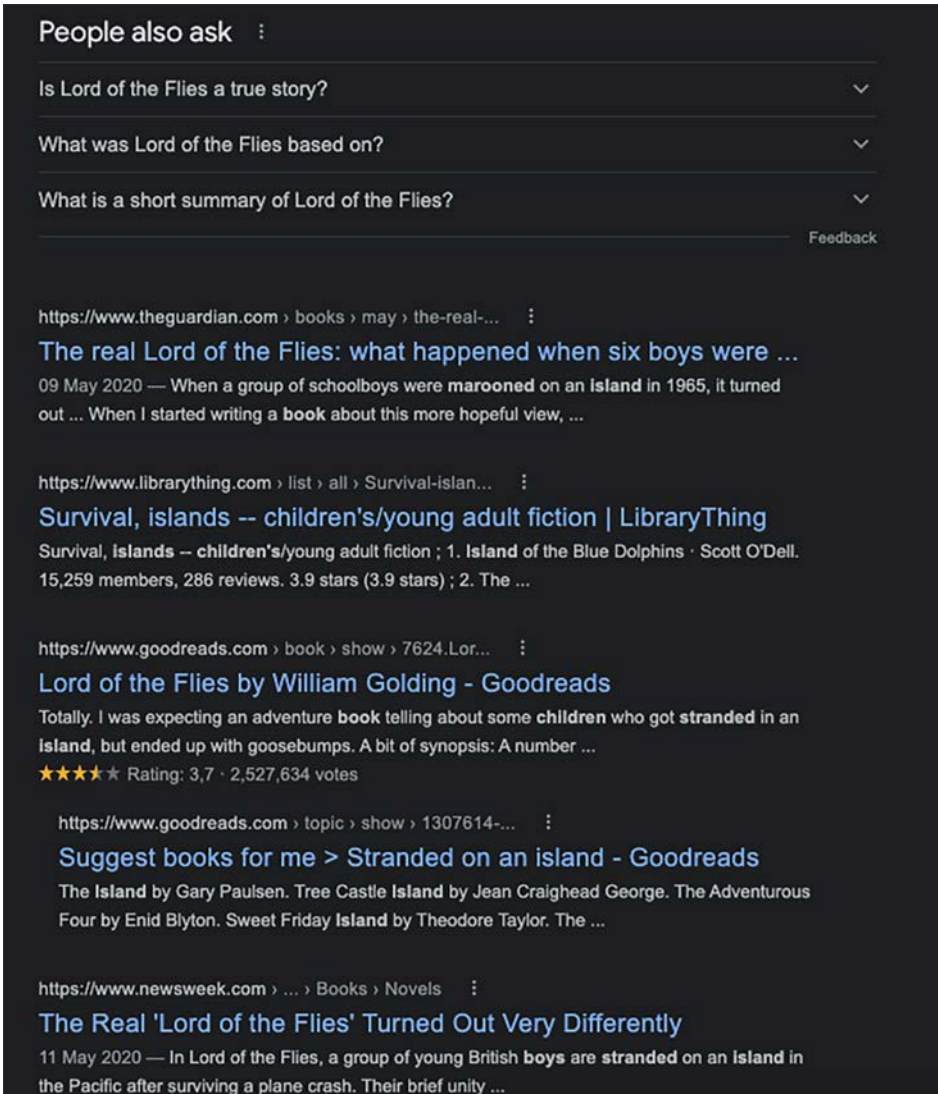 People also ask
Is Lord of the Flies a true story?
What was Lord of the Flies based on?
What is a short summary of Lord of the Flies?
Feedback
https://www.theguardian.com › books › may › the-real-...
The real Lord of the Flies: what happened when six boys were ...
09 May 2020 — When a group of schoolboys were marooned on an island in 1965, it turned
out ... When I started writing a book about this more hopeful view, ...
https://www.librarything.com › list › all › Survival-islan...
Survival, islands -- children's/young adult fiction | LibraryThing
Survival, islands -- children's/young adult fiction ; 1. Island of the Blue Dolphins · Scott O'Dell.
15,259 members, 286 reviews. 3.9 stars (3.9 stars) ; 2. The ...
https://www.goodreads.com › book › show › 7624.Lor...
Lord of the Flies by William Golding - Goodreads
Totally. I was expecting an adventure book telling about some children who got stranded in an
island, but ended up with goosebumps. A bit of synopsis: A number ...
Rating: 3,7 · 2,527,634 votes
https://www.goodreads.com › topic › show › 1307614-...
Suggest books for me > Stranded on an island - Goodreads
The Island by Gary Paulsen. Tree Castle Island by Jean Craighead George. The Adventurous
Four by Enid Blyton. Sweet Friday Island by Theodore Taylor. The ...
https://www.newsweek.com › ... › Books › Novels
The Real 'Lord of the Flies' Turned Out Very Differently
11 May 2020 — In Lord of the Flies, a group of young British boys are stranded on an island in
the Pacific after surviving a plane crash. Their brief unity ...